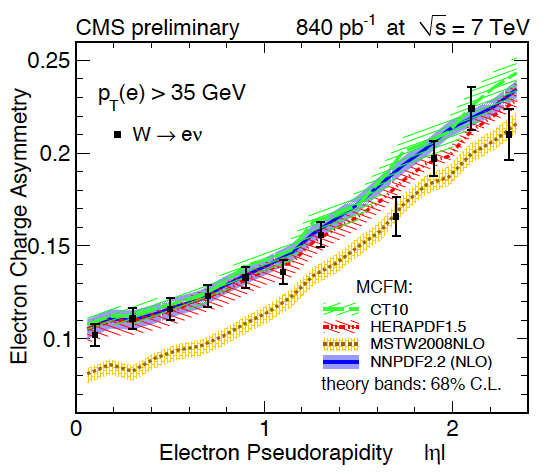 CMS preliminary 840 pb⁻¹ at √s = 7 TeV
0.25
p_T(e) > 35 GeV
W → eν
0.2
0.15
0.1
MCFM:
CT10
HERAPDF1.5
MSTW2008NLO
NNPDF2.2 (NLO)
theory bands: 68% C.L.
0 1 2
Electron Pseudorapidity |η|
Electron Charge Asymmetry